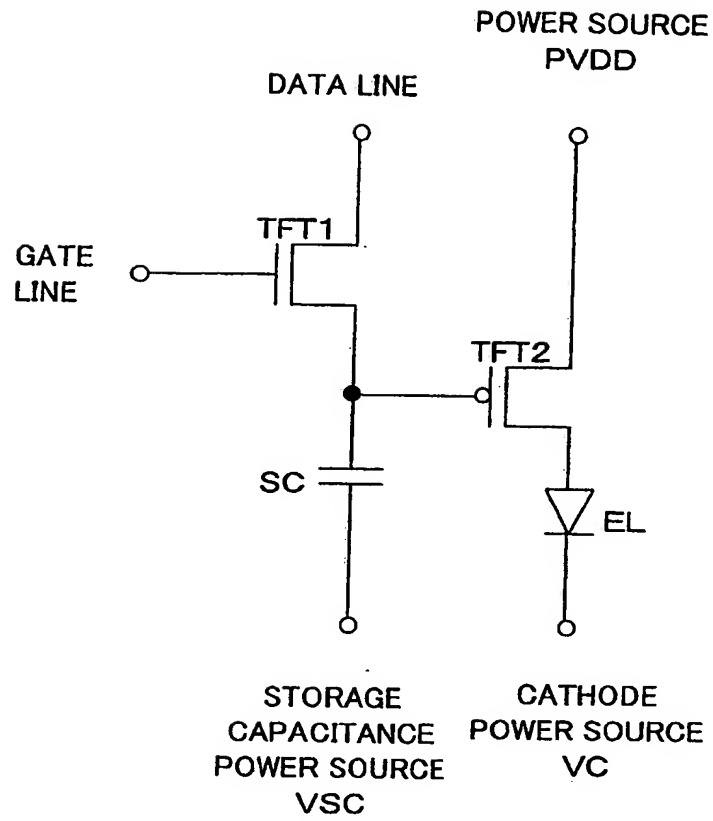 POWER SOURCE
PVDD
DATA LINE
TFT1
GATE
LINE
TFT2
SC
EL
STORAGE
CAPACITANCE
POWER SOURCE
VSC
CATHODE
POWER SOURCE
VC